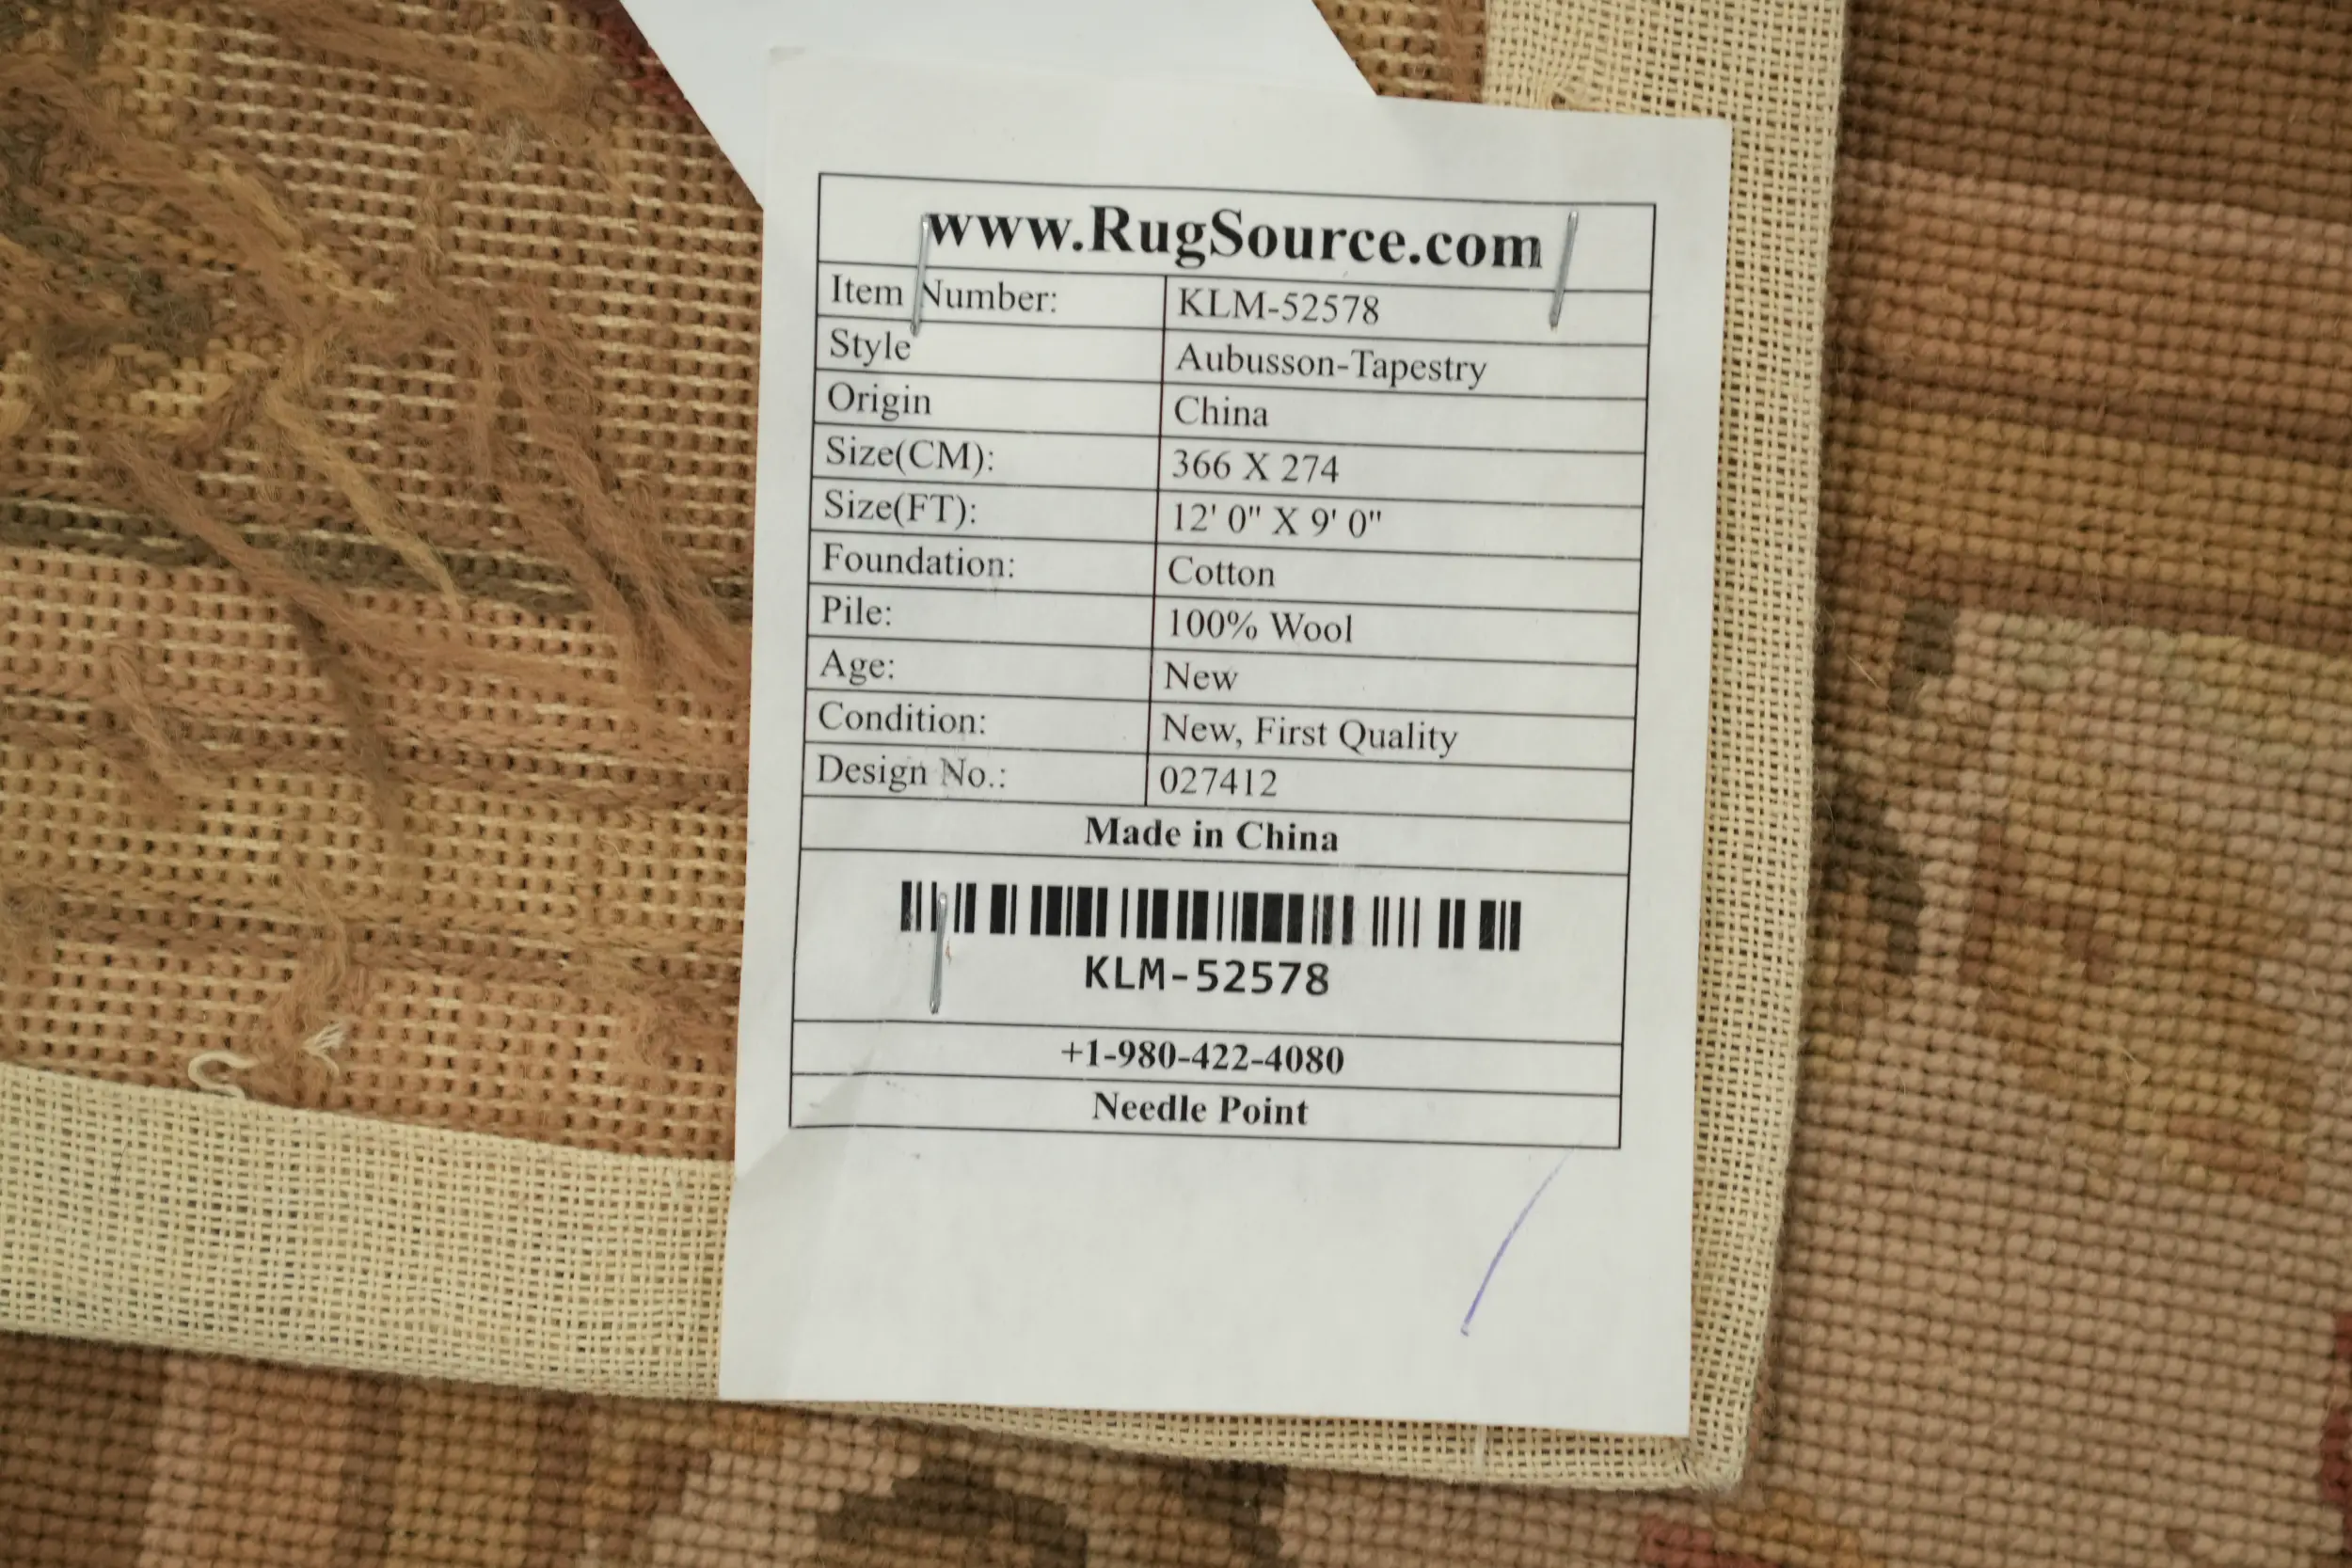 www.RugSource.com
Item Number: KLM-52578
Style Aubusson-Tapestry
Origin China
Size(CM): 366 X 274
Size(FT): 12' 0" X 9' 0"
Foundation: Cotton
Pile: 100% Wool
Age: New
Condition: New, First Quality
Design No.: 027412
Made in China
KLM-52578
+1-980-422-4080
Needle Point